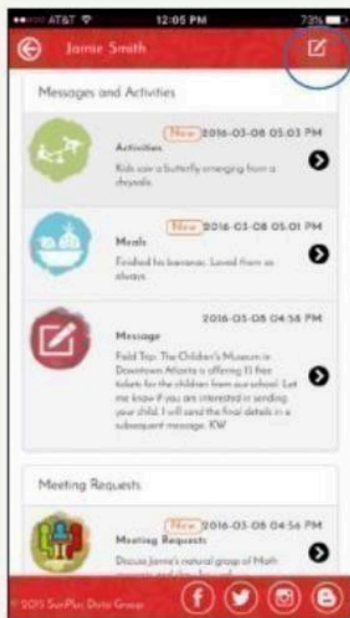 AT&T 12:05 PM 73%
Jamie Smith
Messages and Activities
New 2016-03-08 05:03 PM
Activities
Kids saw a butterfly emerging from a
chrysalis.
New 2016-03-08 05:01 PM
Meals
Finished his bananas. Loved them as
always.
2016-03-08 04:58 PM
Message
Field Trip: The Children's Museum in
Downtown Atlanta is offering 15 free
tickets for the children from our school. Let
me know if you are interested in sending
your child. I will send the final details in a
subsequent message. KW
Meeting Requests
New 2016-03-08 04:56 PM
Meeting Requests
Discuss Jamie's natural grasp of Math
© 2015 SunPlus Data Group